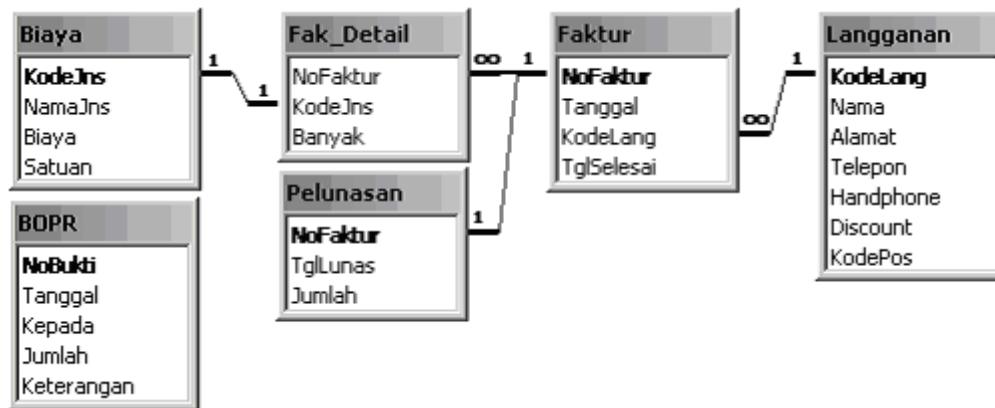 Biaya
KodeJns
NamaJns
Biaya
Satuan
1
1
Fak_Detail
NoFaktur
KodeJns
Banyak
∞
1
Faktur
NoFaktur
Tanggal
KodeLang
TglSelesai
∞
1
Langganan
KodeLang
Nama
Alamat
Telepon
Handphone
Discount
KodePos
BOPR
NoBukti
Tanggal
Kepada
Jumlah
Keterangan
Pelunasan
NoFaktur
TglLunas
Jumlah
1